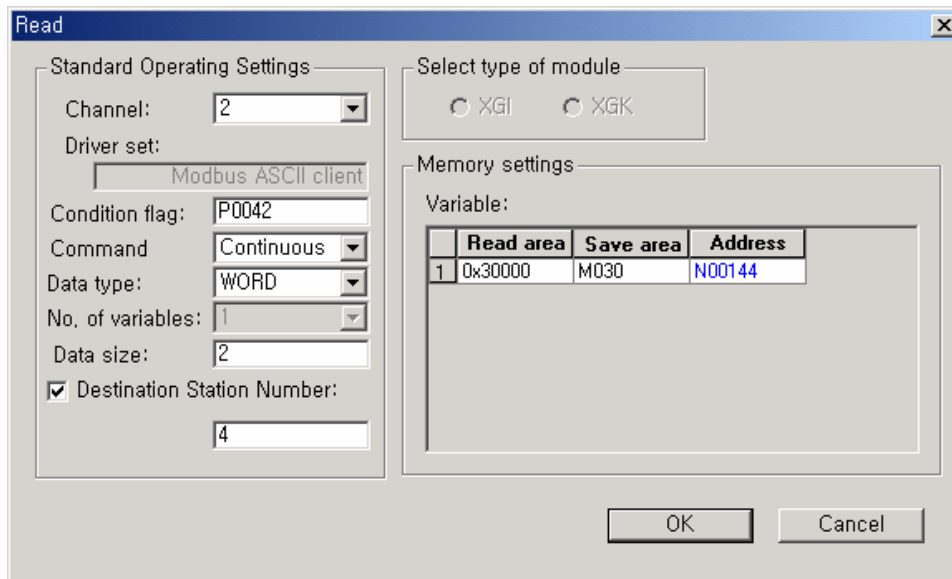 Read
Standard Operating Settings
Channel: 2
Driver set:
Modbus ASCII client
Condition flag: P0042
Command Continuous
Data type: WORD
No, of variables: 1
Data size: 2
Destination Station Number:
4
Select type of module
XGI XGK
Memory settings
Variable:
Read area Save area Address
1 0x30000 M030 N00144
OK Cancel